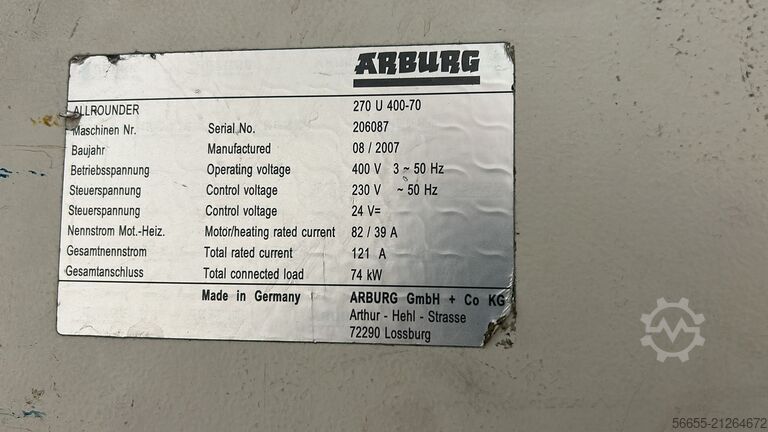 ARBURG
ALLROUNDER 270 U 400-70
Maschinen Nr. Serial No. 206087
Baujahr Manufactured 08 / 2007
Betriebsspannung Operating voltage 400 V 3 ~ 50 Hz
Steuerspannung Control voltage 230 V ~ 50 Hz
Steuerspannung Control voltage 24 V=
Nennstrom Mot.-Heiz. Motor/heating rated current 82 / 39 A
Gesamtnennstrom Total rated current 121 A
Gesamtanschluss Total connected load 74 kW
Made in Germany ARBURG GmbH + Co KG
Arthur - Hehl - Strasse
72290 Lossburg
56655-21264672